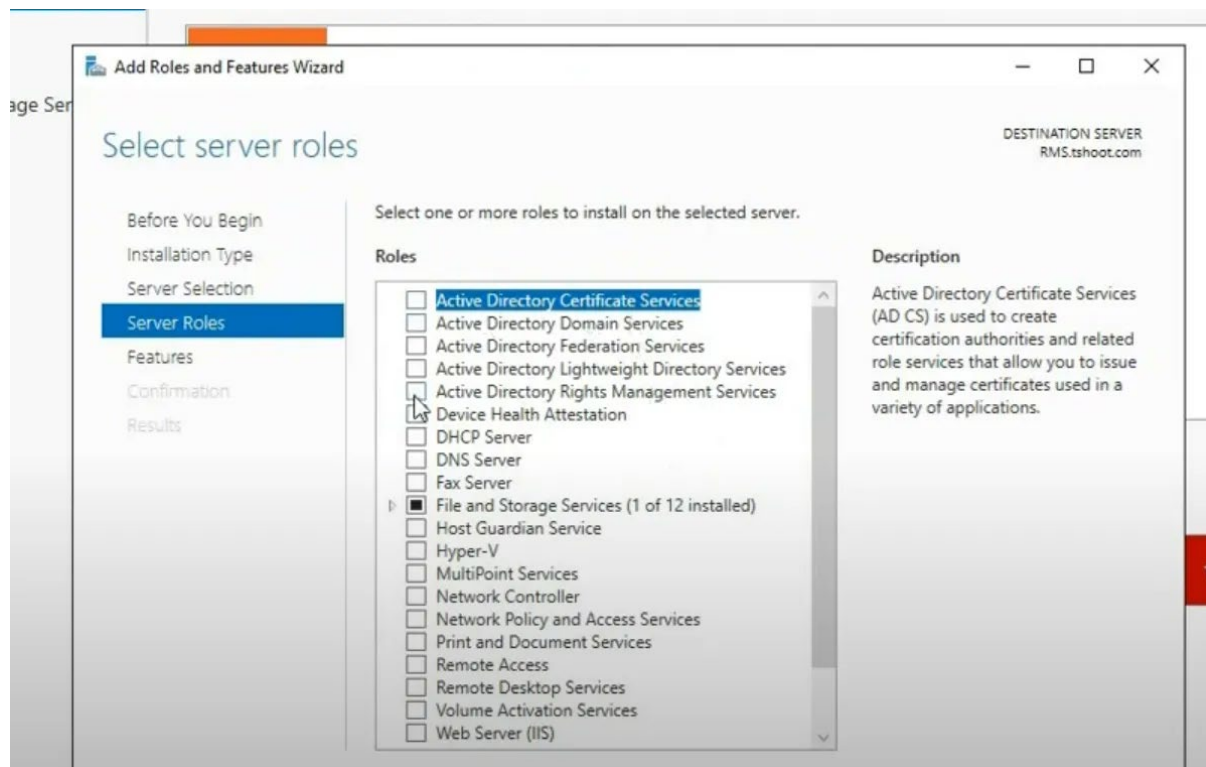 Add Roles and Features Wizard
age Ser
Select server roles
DESTINATION SERVER
RMS.tshoot.com
Before You Begin
Installation Type
Server Selection
Server Roles
Features
Confirmation
Results
Select one or more roles to install on the selected server.
Roles
Active Directory Certificate Services
Active Directory Domain Services
Active Directory Federation Services
Active Directory Lightweight Directory Services
Active Directory Rights Management Services
Device Health Attestation
DHCP Server
DNS Server
Fax Server
File and Storage Services (1 of 12 installed)
Host Guardian Service
Hyper-V
MultiPoint Services
Network Controller
Network Policy and Access Services
Print and Document Services
Remote Access
Remote Desktop Services
Volume Activation Services
Web Server (IIS)
Description
Active Directory Certificate Services
(AD CS) is used to create
certification authorities and related
role services that allow you to issue
and manage certificates used in a
variety of applications.